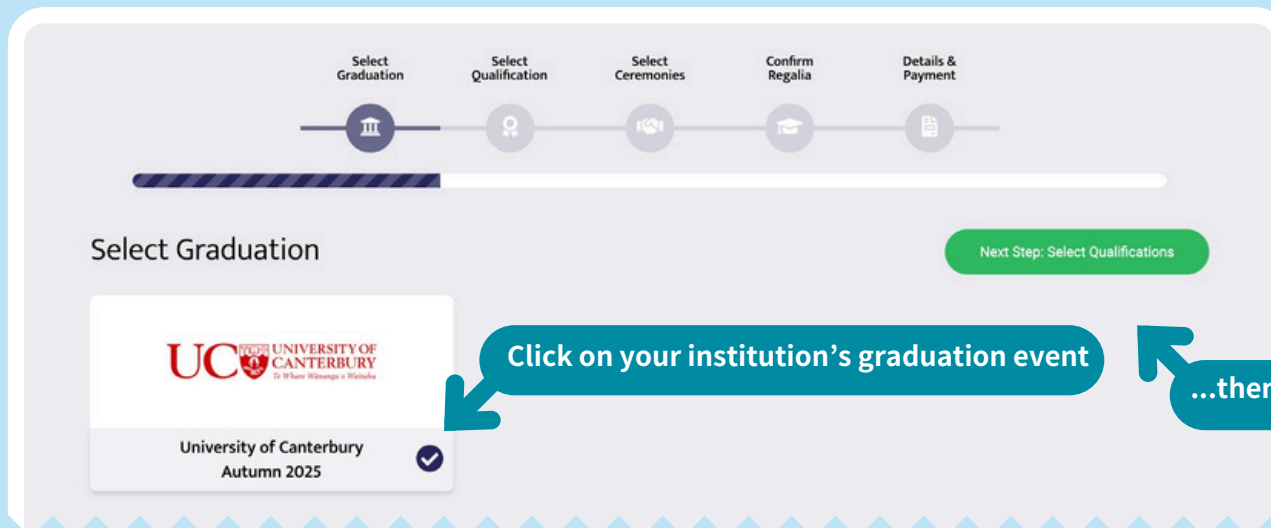 Select
Graduation
Select
Qualification
Select
Ceremonies
Confirm
Regalia
Details &
Payment
Select Graduation
Next Step: Select Qualifications
UC UNIVERSITY OF
CANTERBURY
Te Whare Wānanga o Waitaha
Click on your institution’s graduation event
...then
University of Canterbury
Autumn 2025